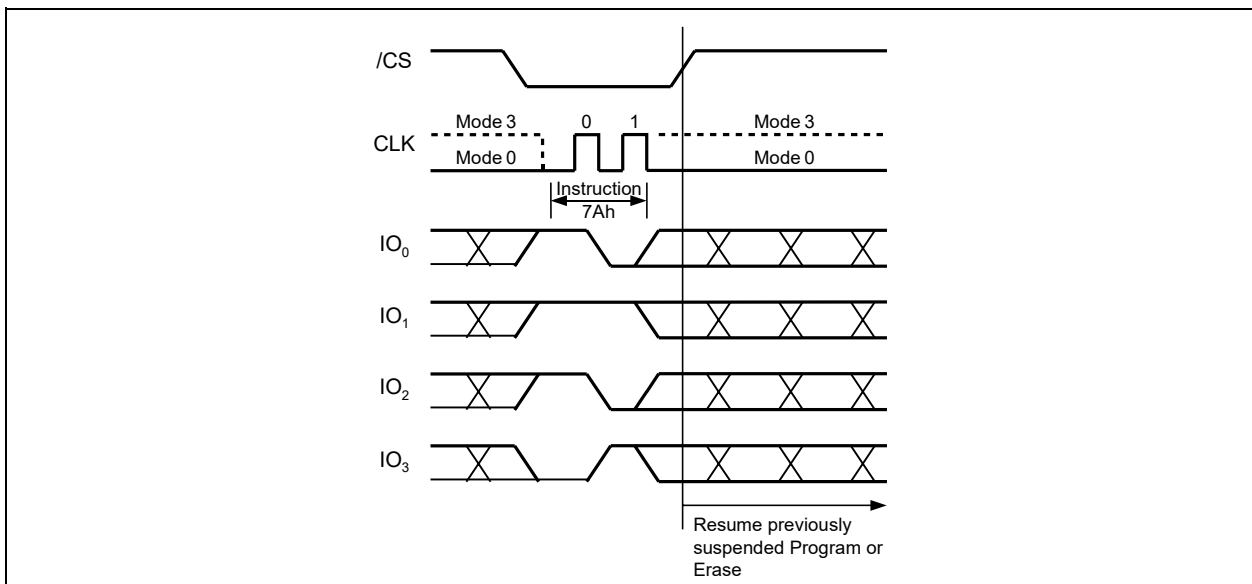 /CS
Mode 3 0 1 Mode 3
CLK
Mode 0 Mode 0
Instruction
7Ah
IO0
IO1
IO2
IO3
Resume previously
suspended Program or
Erase